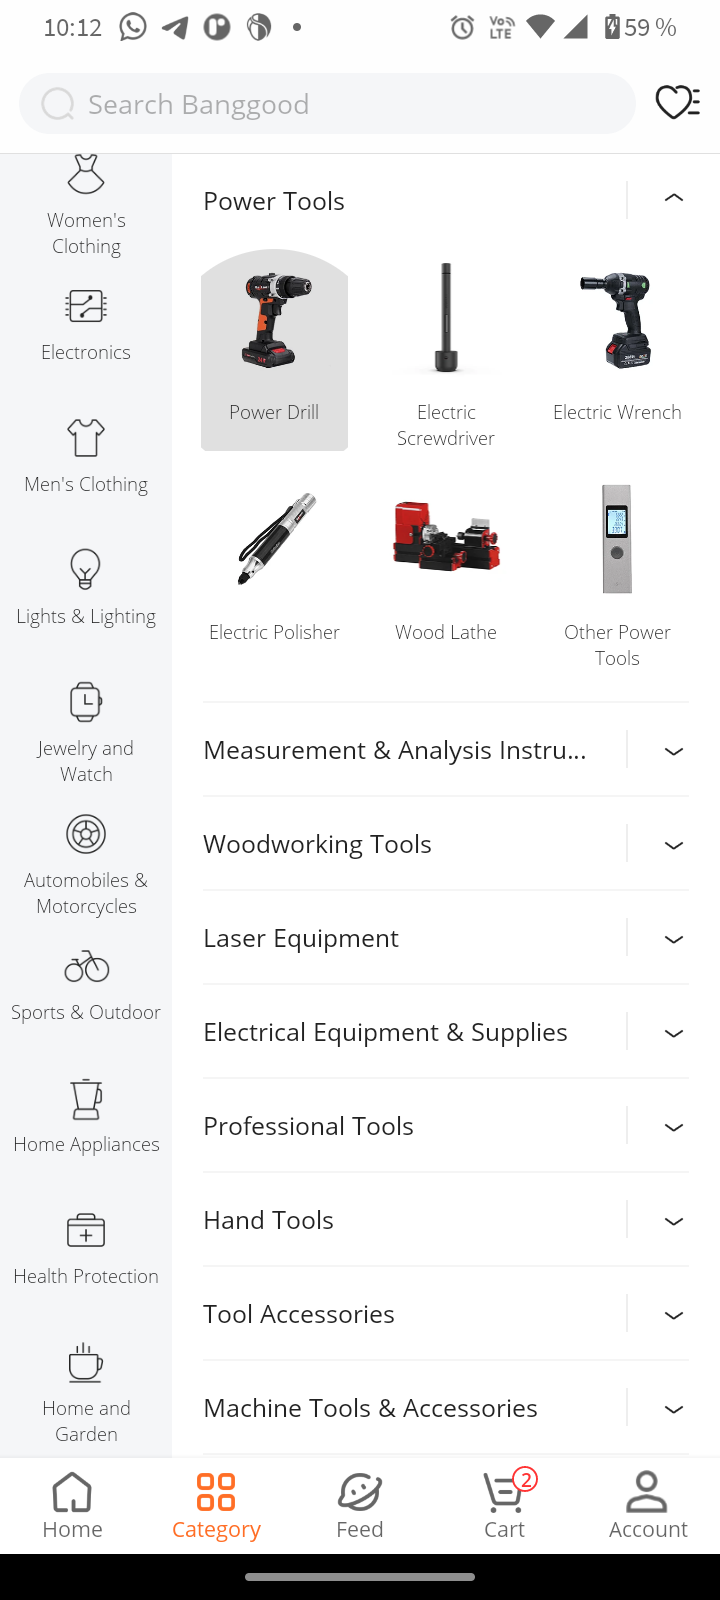 10:12
VoLTE
59 %
Search Banggood
Women's
Clothing
Electronics
Men's Clothing
Lights & Lighting
Jewelry and
Watch
Automobiles &
Motorcycles
Sports & Outdoor
Home Appliances
Health Protection
Home and
Garden
Power Tools
Power Drill
Electric
Screwdriver
Electric Wrench
Electric Polisher
Wood Lathe
Other Power
Tools
Measurement & Analysis Instru...
Woodworking Tools
Laser Equipment
Electrical Equipment & Supplies
Professional Tools
Hand Tools
Tool Accessories
Machine Tools & Accessories
Home
Category
Feed
2
Cart
Account